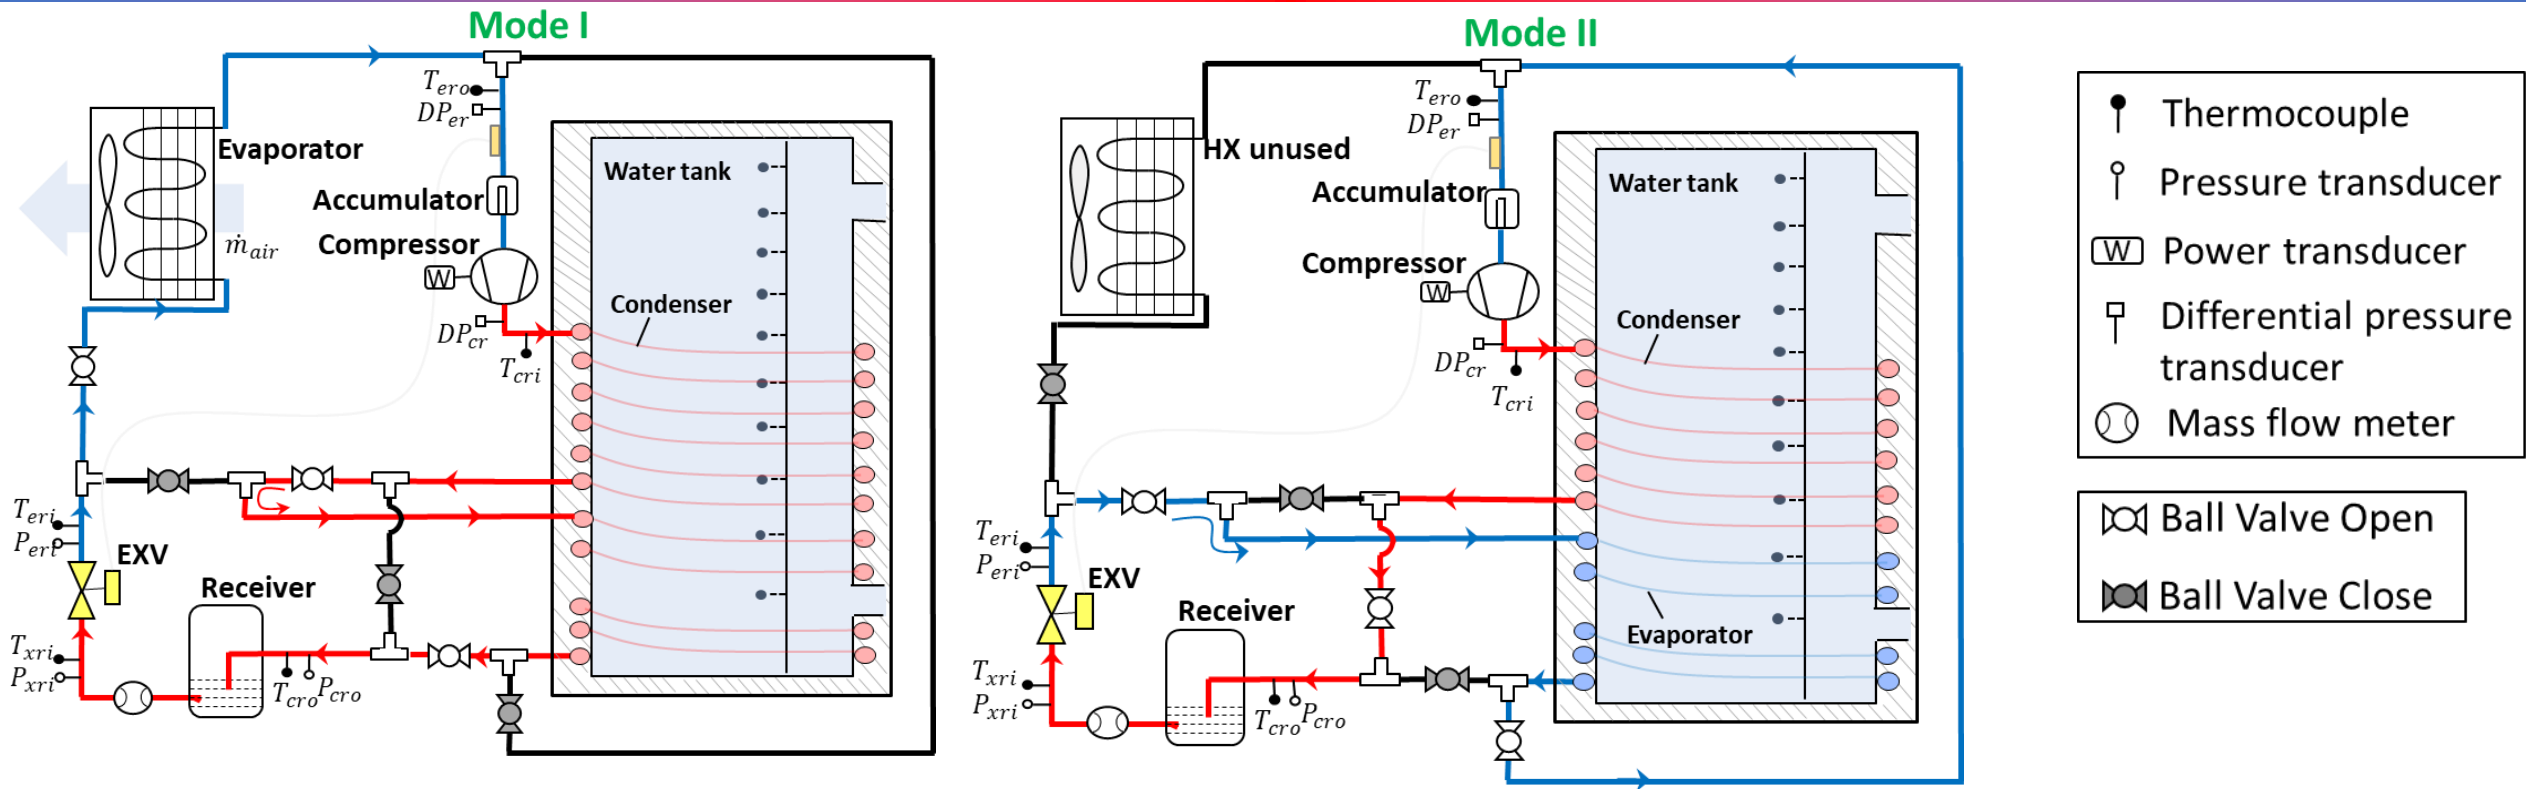 Mode I
T_ero
DP_er
Evaporator
ṁ_air
Accumulator
Compressor
W
DP_cr
T_cri
Water tank
Condenser
T_eri
P_eri
EXV
Receiver
T_xri
P_xri
T_cro P_cro
Mode II
T_ero
DP_er
HX unused
Accumulator
Compressor
W
DP_cr
T_cri
Water tank
Condenser
Evaporator
T_eri
P_eri
EXV
Receiver
T_xri
P_xri
T_cro P_cro
Thermocouple
Pressure transducer
W Power transducer
Differential pressure
transducer
Mass flow meter
Ball Valve Open
Ball Valve Close